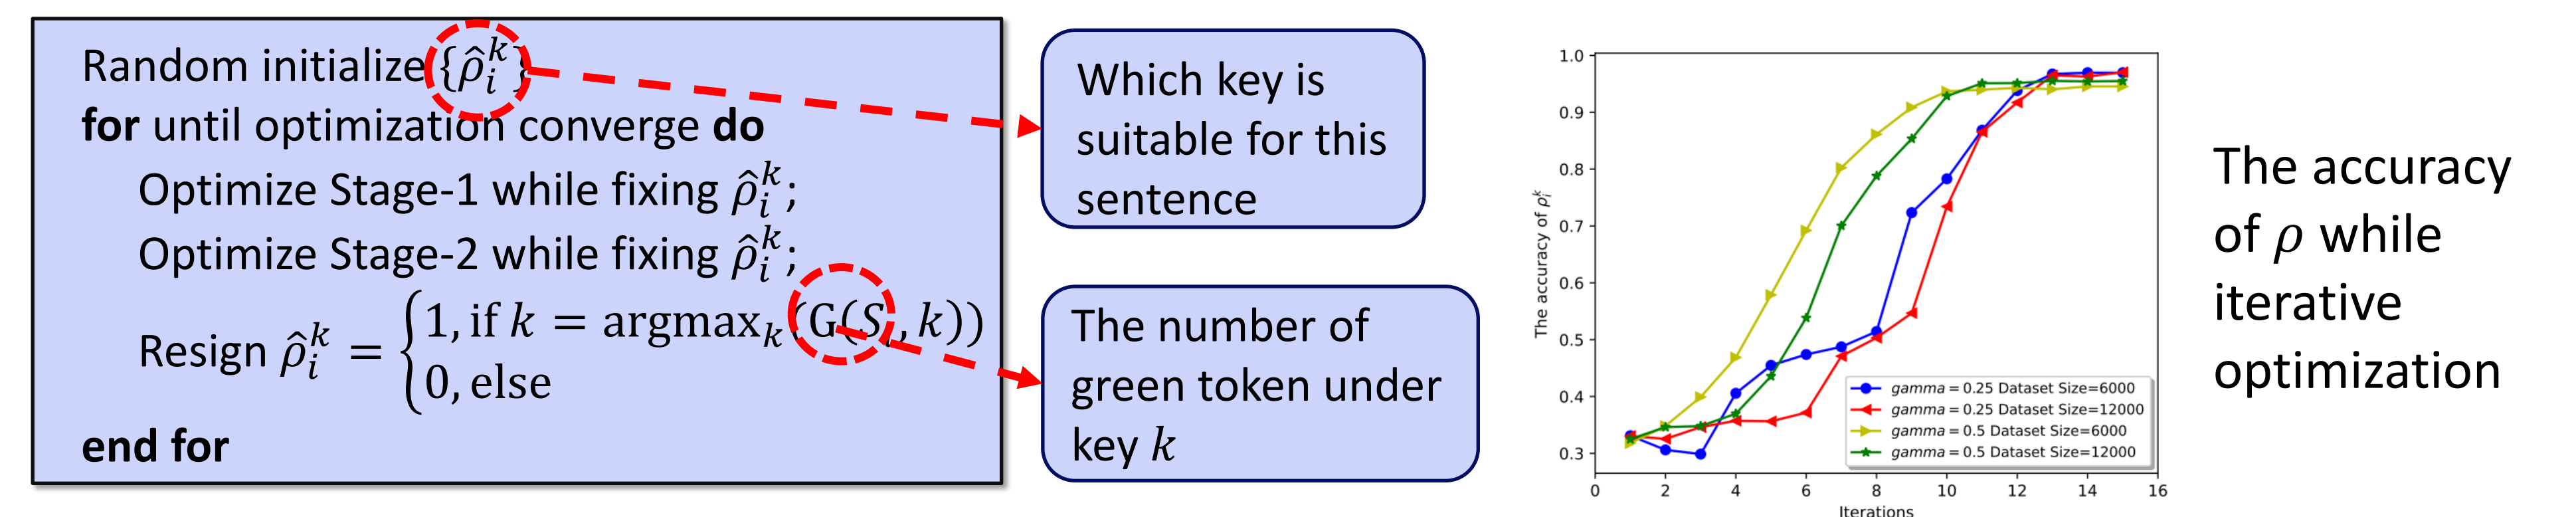 Random initialize {ρ̂ᵢᵏ}
for until optimization converge do
Optimize Stage-1 while fixing ρ̂ᵢᵏ;
Optimize Stage-2 while fixing ρ̂ᵢᵏ;
Resign ρ̂ᵢᵏ = { 1, if k = argmaxₖ(G(Sᵢ, k))
0, else
end for
Which key is
suitable for this
sentence
The number of
green token under
key k
The accuracy of ρᵢᵏ
1.0
0.9
0.8
0.7
0.6
0.5
0.4
0.3
gamma = 0.25 Dataset Size=6000
gamma = 0.25 Dataset Size=12000
gamma = 0.5 Dataset Size=6000
gamma = 0.5 Dataset Size=12000
0 2 4 6 8 10 12 14 16
Iterations
The accuracy
of ρ while
iterative
optimization